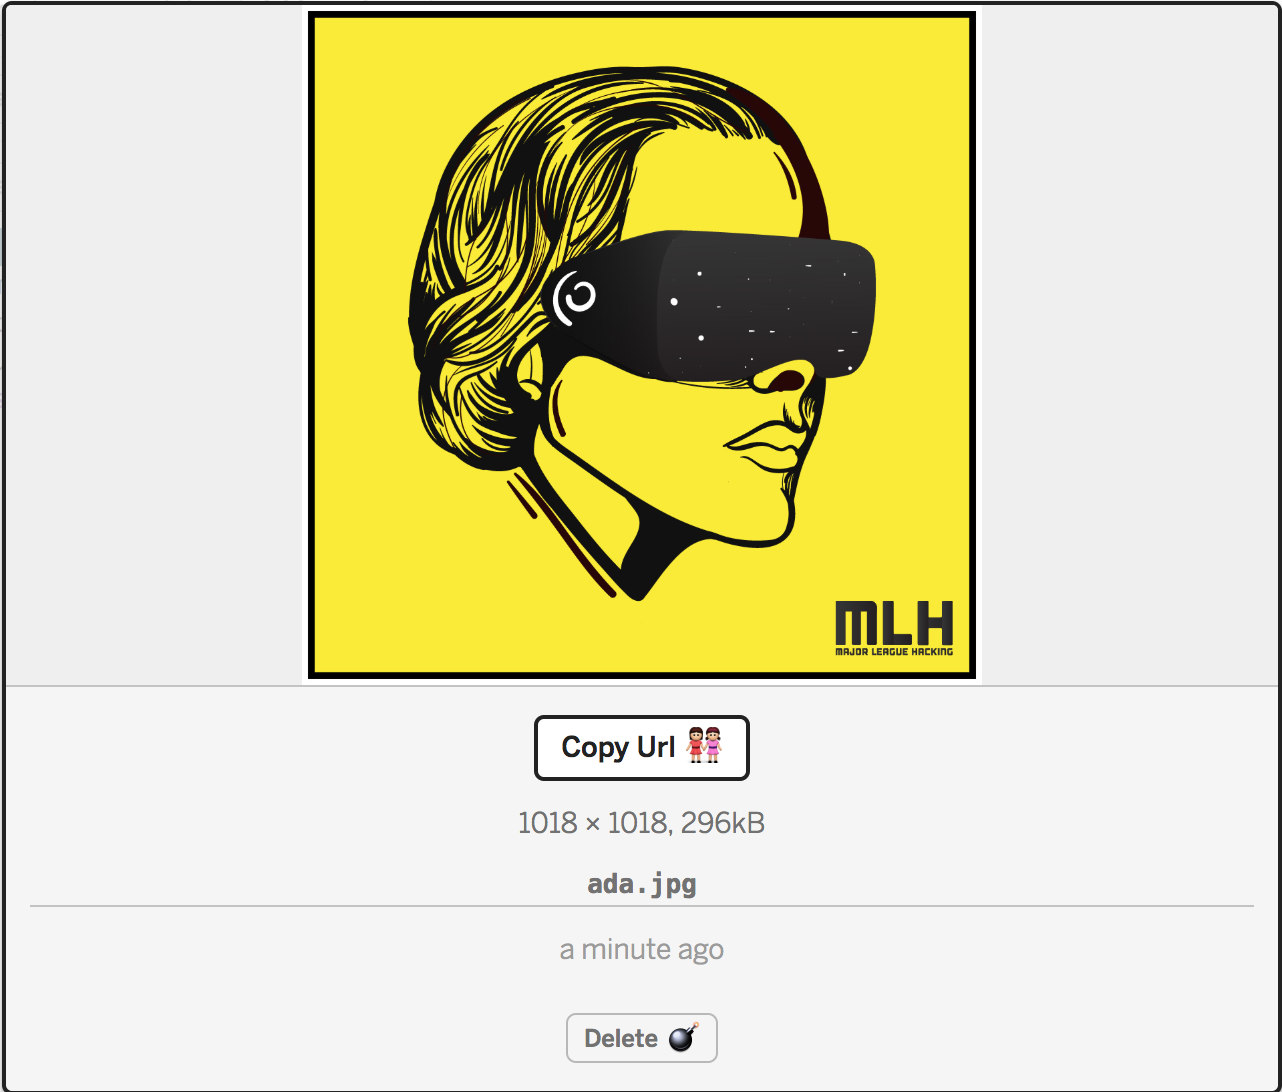 MLH
MAJOR LEAGUE HACKING
Copy Url 👭
1018 × 1018, 296kB
ada.jpg
a minute ago
Delete 💣